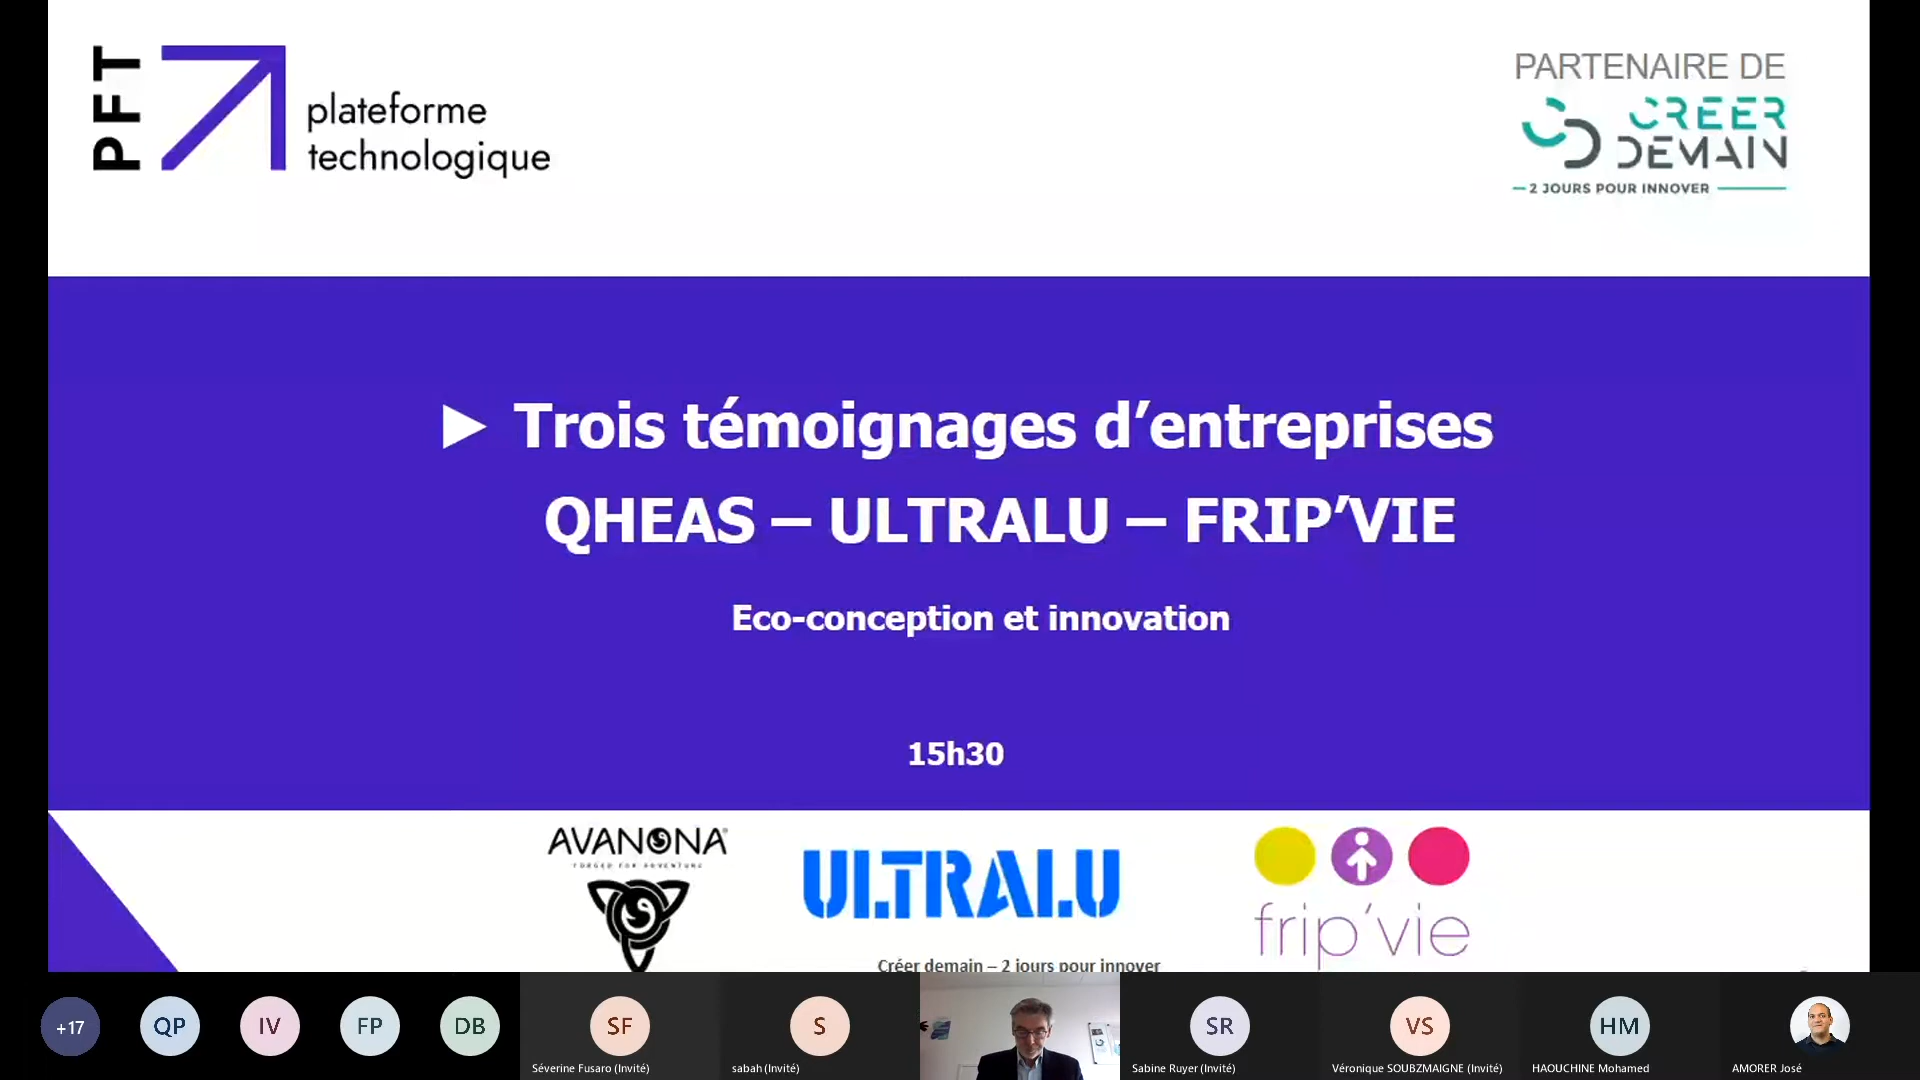 PFT
plateforme
technologique
PARTENAIRE DE
CREER
DEMAIN
2 JOURS POUR INNOVER
► Trois témoignages d’entreprises
QHEAS – ULTRALU – FRIP’VIE
Eco-conception et innovation
15h30
AVANONA
FORGED FOR ADVENTURE
ULTRALU
frip’vie
Créer demain – 2 jours pour innover
+17
QP
IV
FP
DB
SF
S
SR
VS
HM
Séverine Fusaro (Invité)
sabah (Invité)
Sabine Ruyer (Invité)
Véronique SOUBZMAIGNE (Invité)
HAOUCHINE Mohamed
AMORER José